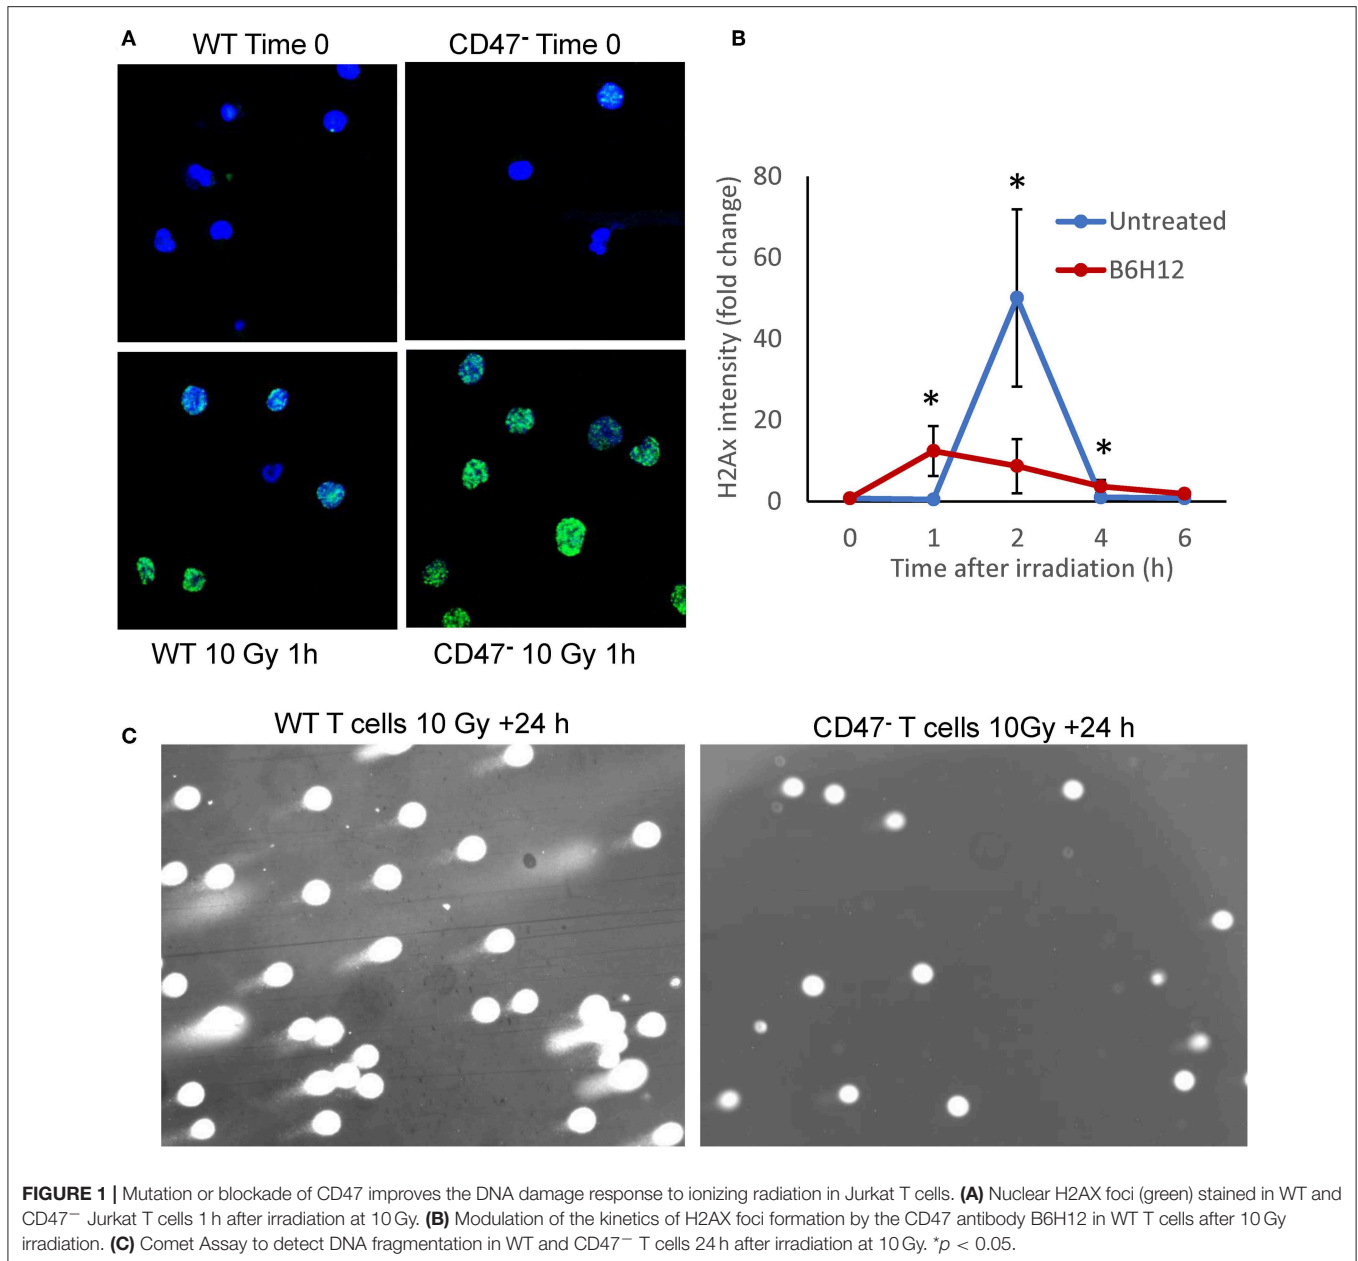 A
WT Time 0
CD47- Time 0
WT 10 Gy 1h
CD47- 10 Gy 1h
B
H2Ax intensity (fold change)
80
60
40
20
0
*
*
*
Untreated
B6H12
0 1 2 4 6
Time after irradiation (h)
C
WT T cells 10 Gy +24 h
CD47- T cells 10Gy +24 h
FIGURE 1 | Mutation or blockade of CD47 improves the DNA damage response to ionizing radiation in Jurkat T cells. (A) Nuclear H2AX foci (green) stained in WT and
CD47− Jurkat T cells 1 h after irradiation at 10 Gy. (B) Modulation of the kinetics of H2AX foci formation by the CD47 antibody B6H12 in WT T cells after 10 Gy
irradiation. (C) Comet Assay to detect DNA fragmentation in WT and CD47− T cells 24 h after irradiation at 10 Gy. *p < 0.05.